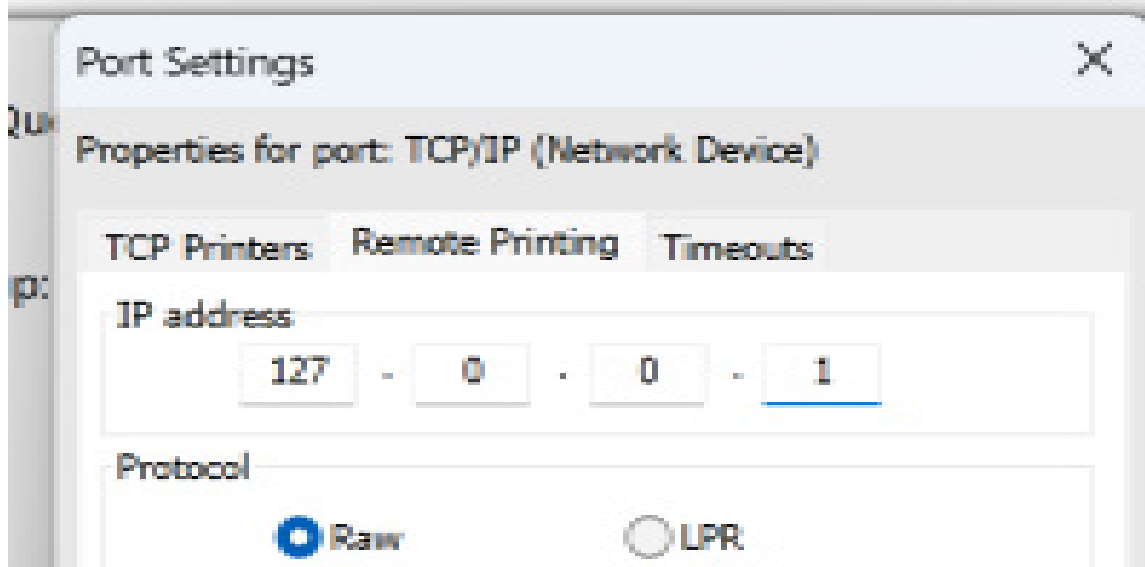 Port Settings
Properties for port: TCP/IP (Network Device)
TCP Printers Remote Printing Timeouts
IP address
127 . 0 . 0 . 1
Protocol
Raw LPR